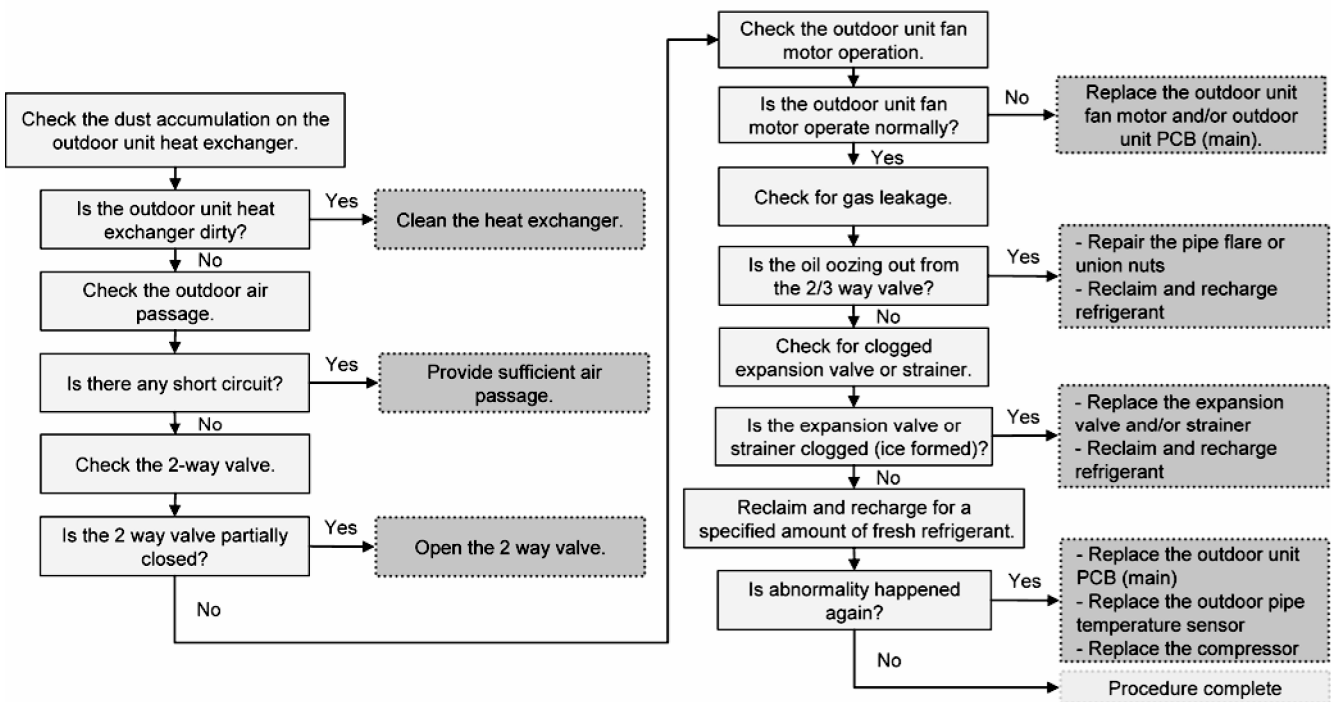 Check the dust accumulation on the
outdoor unit heat exchanger.
Is the outdoor unit heat
exchanger dirty?
Yes
Clean the heat exchanger.
No
Check the outdoor air
passage.
Is there any short circuit?
Yes
Provide sufficient air
passage.
No
Check the 2-way valve.
Is the 2 way valve partially
closed?
Yes
Open the 2 way valve.
No
Check the outdoor unit fan
motor operation.
Is the outdoor unit fan
motor operate normally?
No
Replace the outdoor unit
fan motor and/or outdoor
unit PCB (main).
Yes
Check for gas leakage.
Is the oil oozing out from
the 2/3 way valve?
Yes
- Repair the pipe flare or
union nuts
- Reclaim and recharge
refrigerant
No
Check for clogged
expansion valve or strainer.
Is the expansion valve or
strainer clogged (ice formed)?
Yes
- Replace the expansion
valve and/or strainer
- Reclaim and recharge
refrigerant
No
Reclaim and recharge for a
specified amount of fresh refrigerant.
Is abnormality happened
again?
Yes
- Replace the outdoor unit
PCB (main)
- Replace the outdoor pipe
temperature sensor
- Replace the compressor
No
Procedure complete